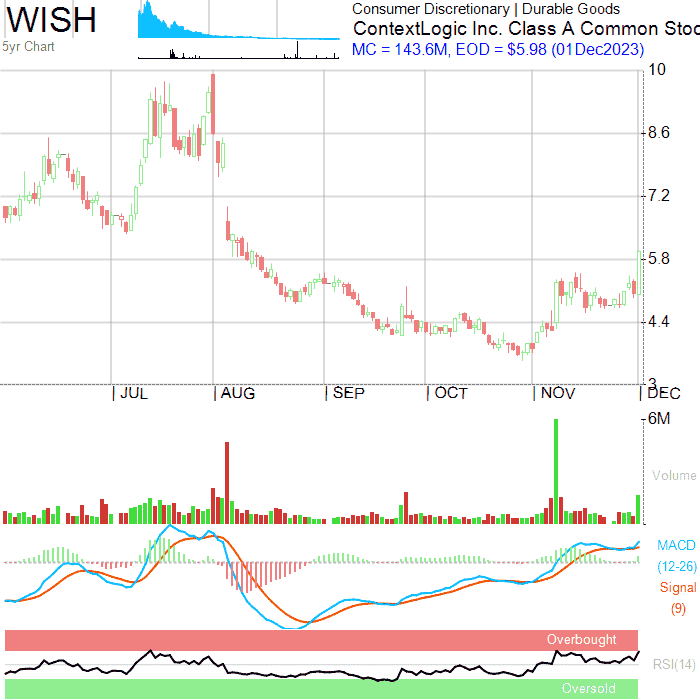 WISH
5yr Chart
Consumer Discretionary | Durable Goods
ContextLogic Inc. Class A Common Stoc
MC = 143.6M, EOD = $5.98 (01Dec2023)
10
8.6
7.2
5.8
4.4
3
| JUL | AUG | SEP | OCT | NOV | DEC
6M
Volume
MACD
(12-26)
Signal
(9)
Overbought
RSI(14)
Oversold